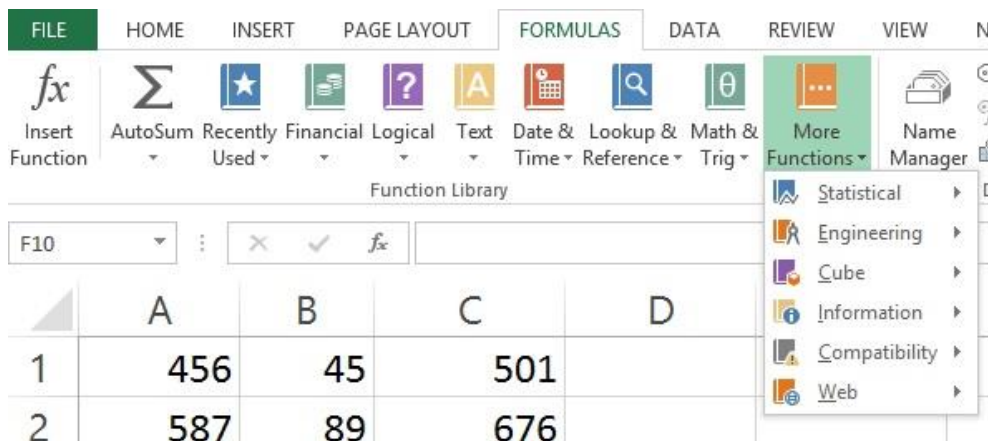 FILE HOME INSERT PAGE LAYOUT FORMULAS DATA REVIEW VIEW N
fx Σ ? A θ
Insert Function AutoSum Recently Used Financial Logical Text Date & Time Lookup & Reference Math & Trig More Functions Name Manager
Function Library
Statistical
Engineering
Cube
Information
Compatibility
Web
F10 fx
A B C D
1 456 45 501
2 587 89 676